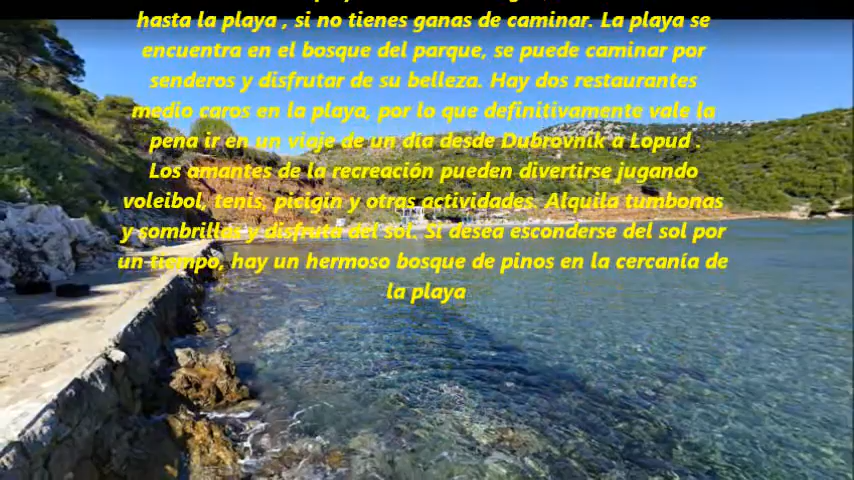 hasta la playa , si no tienes ganas de caminar. La playa se
encuentra en el bosque del parque, se puede caminar por
senderos y disfrutar de su belleza. Hay dos restaurantes
medio caros en la playa, por lo que definitivamente vale la
pena ir en un viaje de un día desde Dubrovnik a Lopud .
Los amantes de la recreación pueden divertirse jugando
voleibol, tenis, picigin y otras actividades. Alquila tumbonas
y sombrillas y disfruta del sol. Si desea esconderse del sol por
un tiempo, hay un hermoso bosque de pinos en la cercanía de
la playa